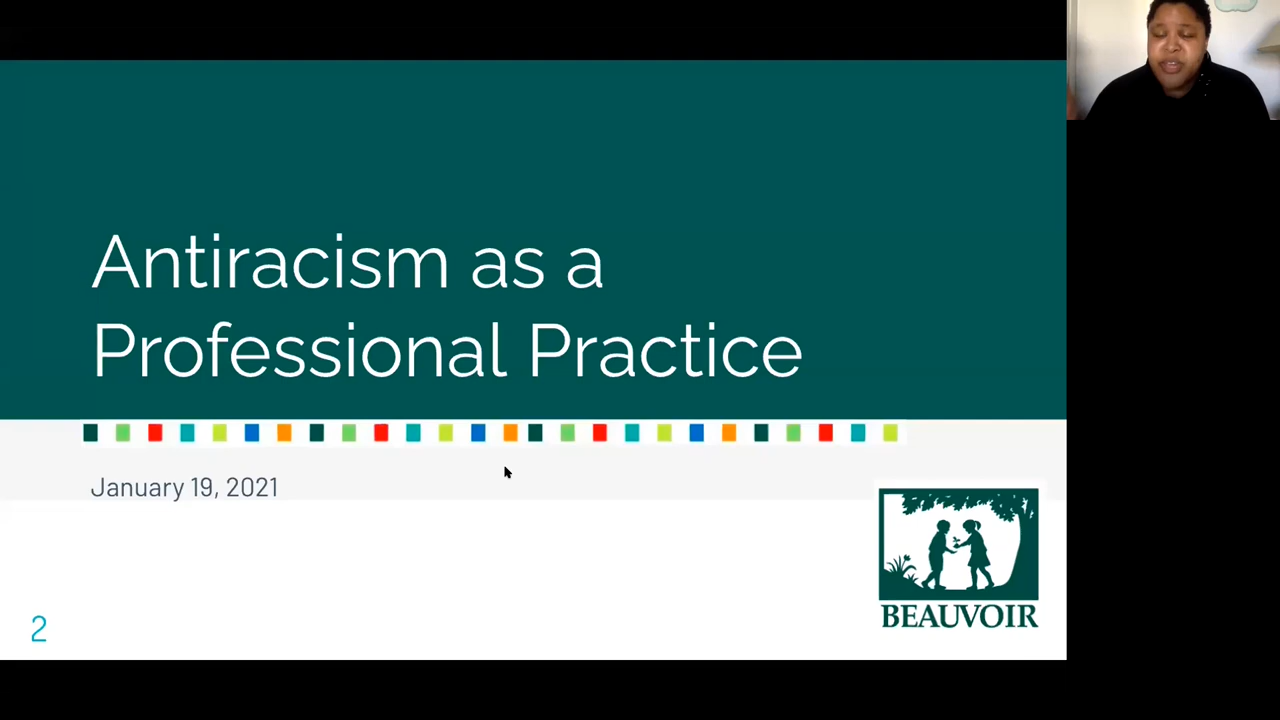 Antiracism as a
Professional Practice
January 19, 2021
BEAUVOIR
2